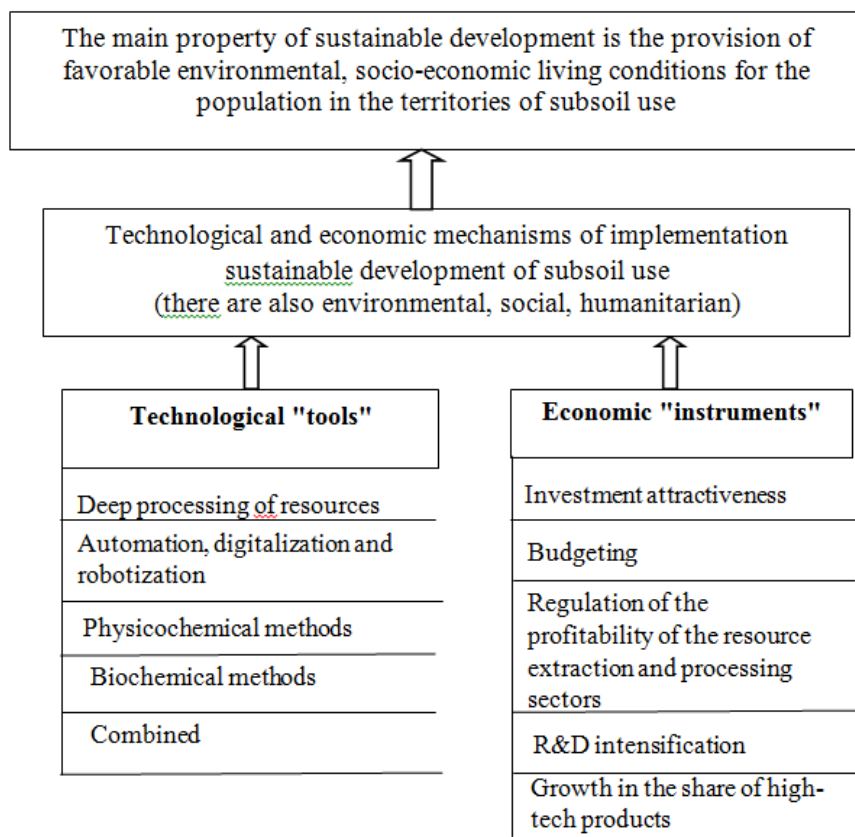 The main property of sustainable development is the provision of
favorable environmental, socio-economic living conditions for the
population in the territories of subsoil use
Technological and economic mechanisms of implementation
sustainable development of subsoil use
(there are also environmental, social, humanitarian)
Technological "tools"
Deep processing of resources
Automation, digitalization and
robotization
Physicochemical methods
Biochemical methods
Combined
Economic "instruments"
Investment attractiveness
Budgeting
Regulation of the
profitability of the resource
extraction and processing
sectors
R&D intensification
Growth in the share of high-
tech products